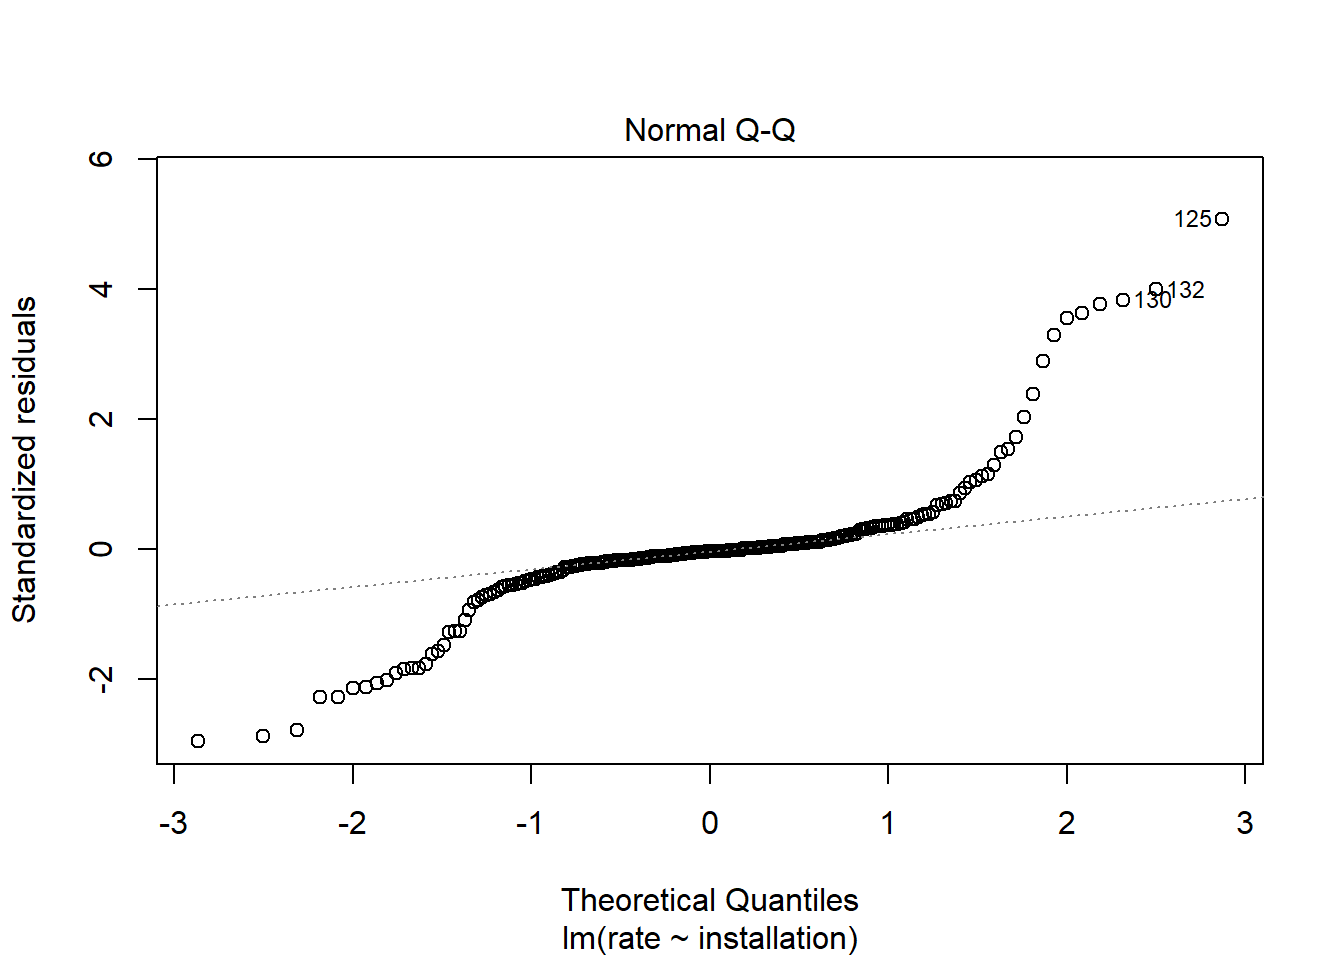 Normal Q-Q
Standardized residuals
6
4
2
0
-2
125
132
130
-3 -2 -1 0 1 2 3
Theoretical Quantiles
lm(rate ~ installation)